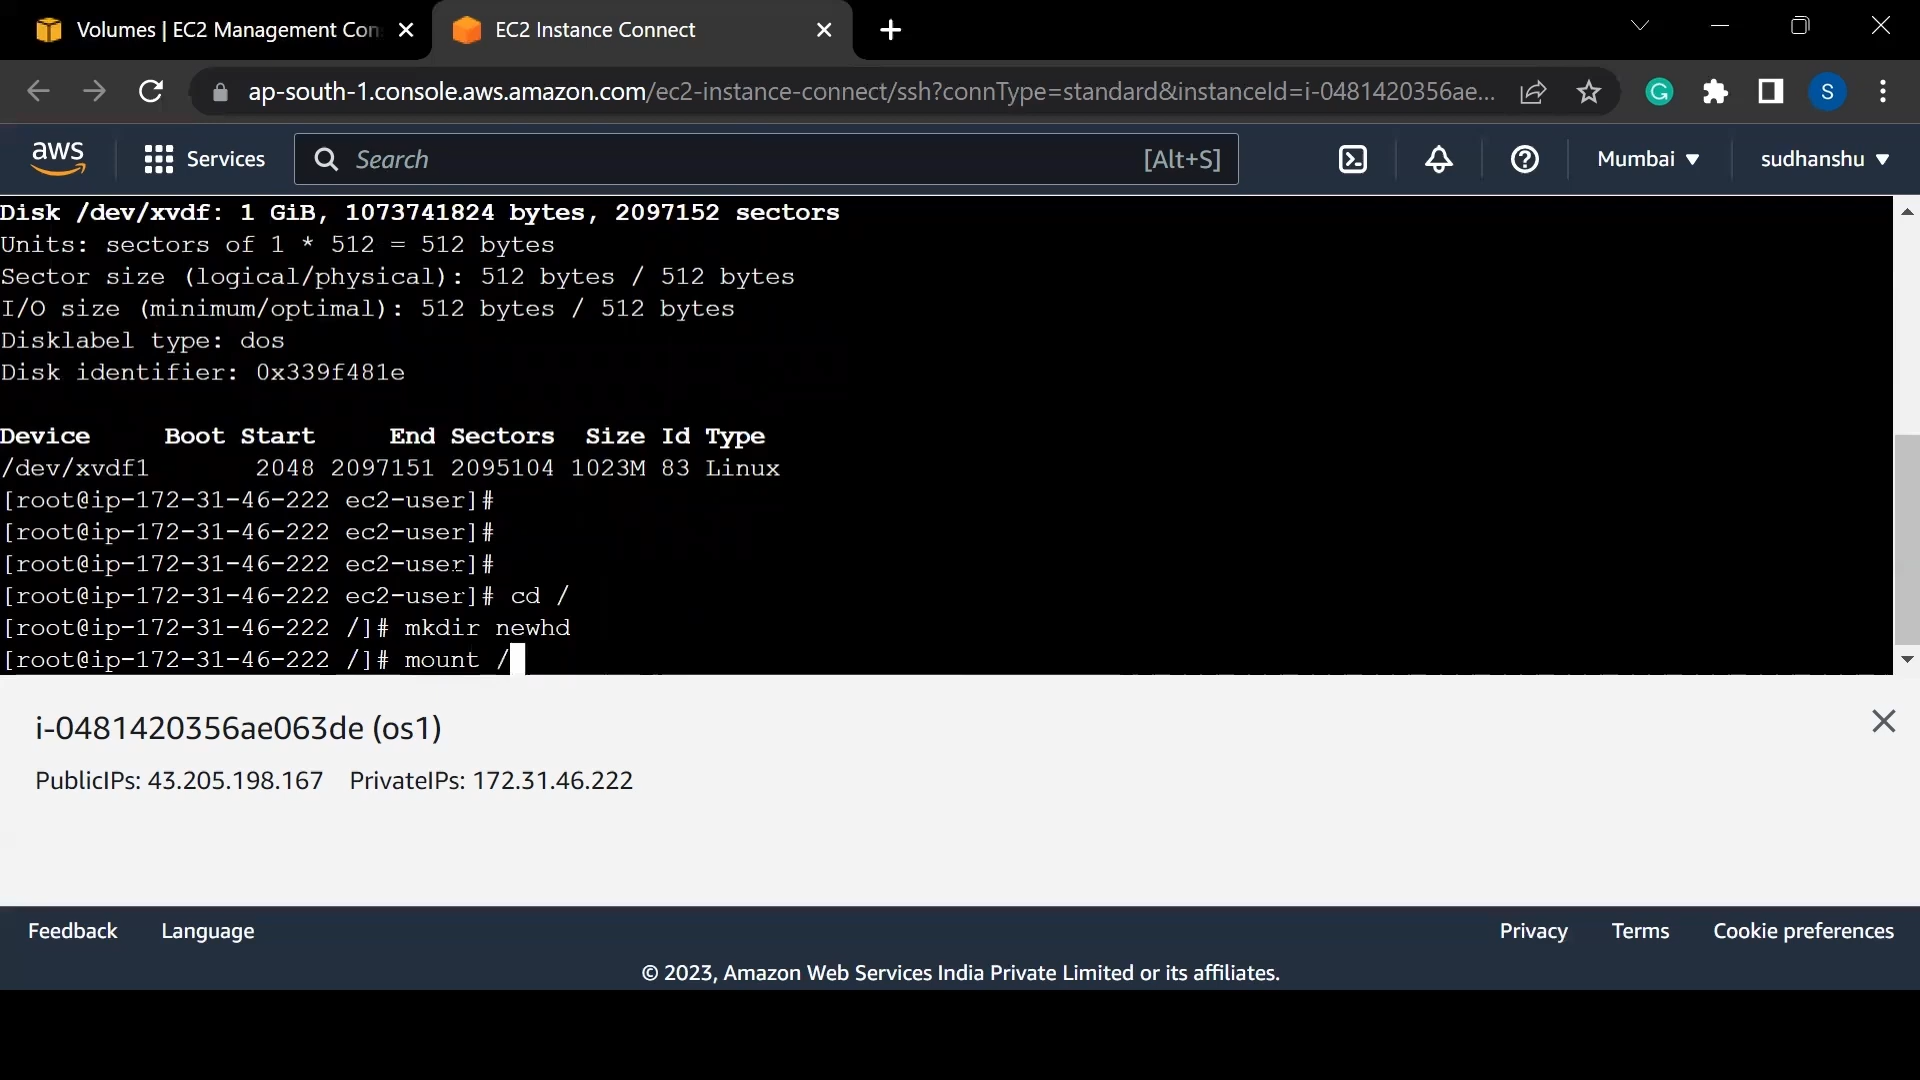 Volumes | EC2 Management Con
EC2 Instance Connect
ap-south-1.console.aws.amazon.com/ec2-instance-connect/ssh?connType=standard&instanceId=i-0481420356ae...
S
aws
Services
Search
[Alt+S]
Mumbai
sudhanshu
Disk /dev/xvdf: 1 GiB, 1073741824 bytes, 2097152 sectors
Units: sectors of 1 * 512 = 512 bytes
Sector size (logical/physical): 512 bytes / 512 bytes
I/O size (minimum/optimal): 512 bytes / 512 bytes
Disklabel type: dos
Disk identifier: 0x339f481e
Device Boot Start End Sectors Size Id Type
/dev/xvdf1 2048 2097151 2095104 1023M 83 Linux
[root@ip-172-31-46-222 ec2-user]#
[root@ip-172-31-46-222 ec2-user]#
[root@ip-172-31-46-222 ec2-user]#
[root@ip-172-31-46-222 ec2-user]# cd /
[root@ip-172-31-46-222 /]# mkdir newhd
[root@ip-172-31-46-222 /]# mount /
i-0481420356ae063de (os1)
PublicIPs: 43.205.198.167 PrivateIPs: 172.31.46.222
Feedback Language Privacy Terms Cookie preferences
© 2023, Amazon Web Services India Private Limited or its affiliates.